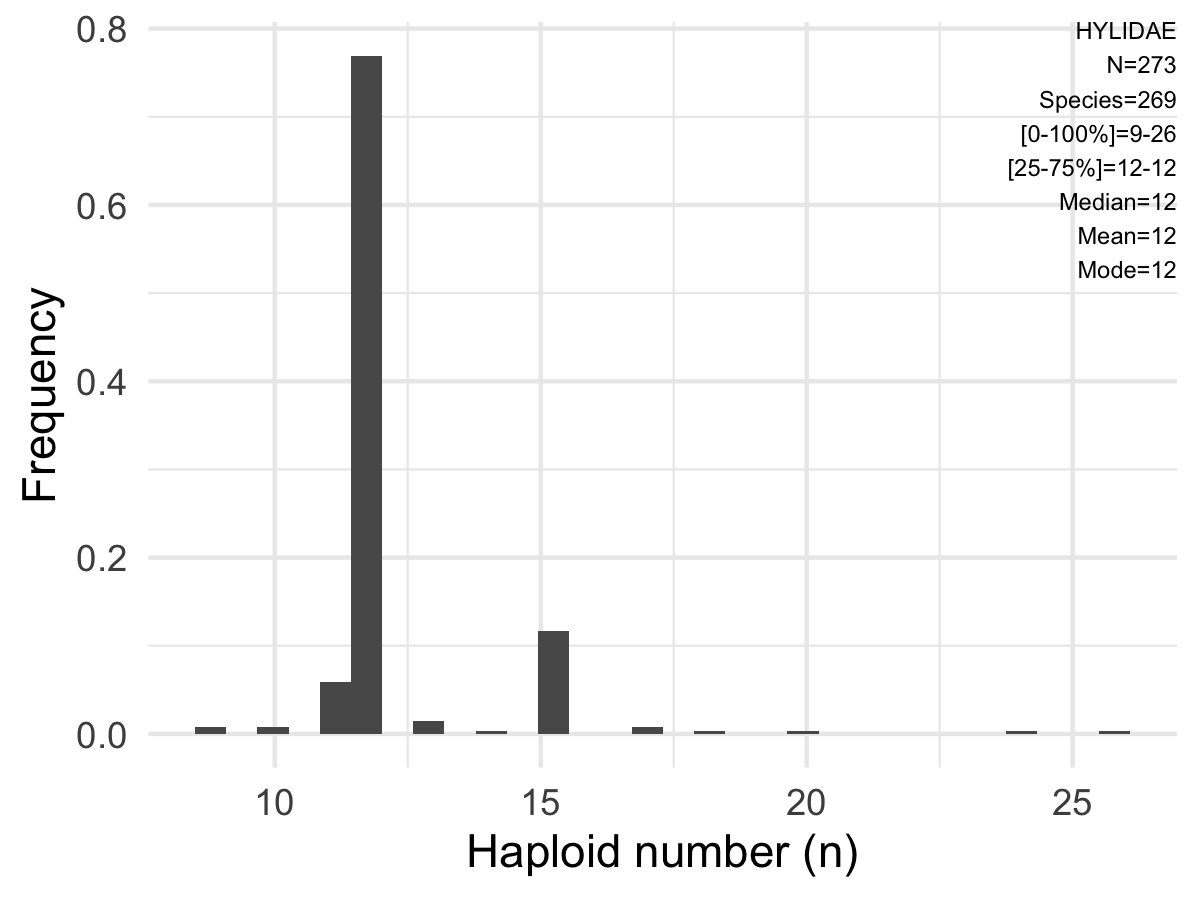 0.8
0.6
0.4
0.2
0.0
Frequency
10 15 20 25
Haploid number (n)
HYLIDAE
N=273
Species=269
[0-100%]=9-26
[25-75%]=12-12
Median=12
Mean=12
Mode=12